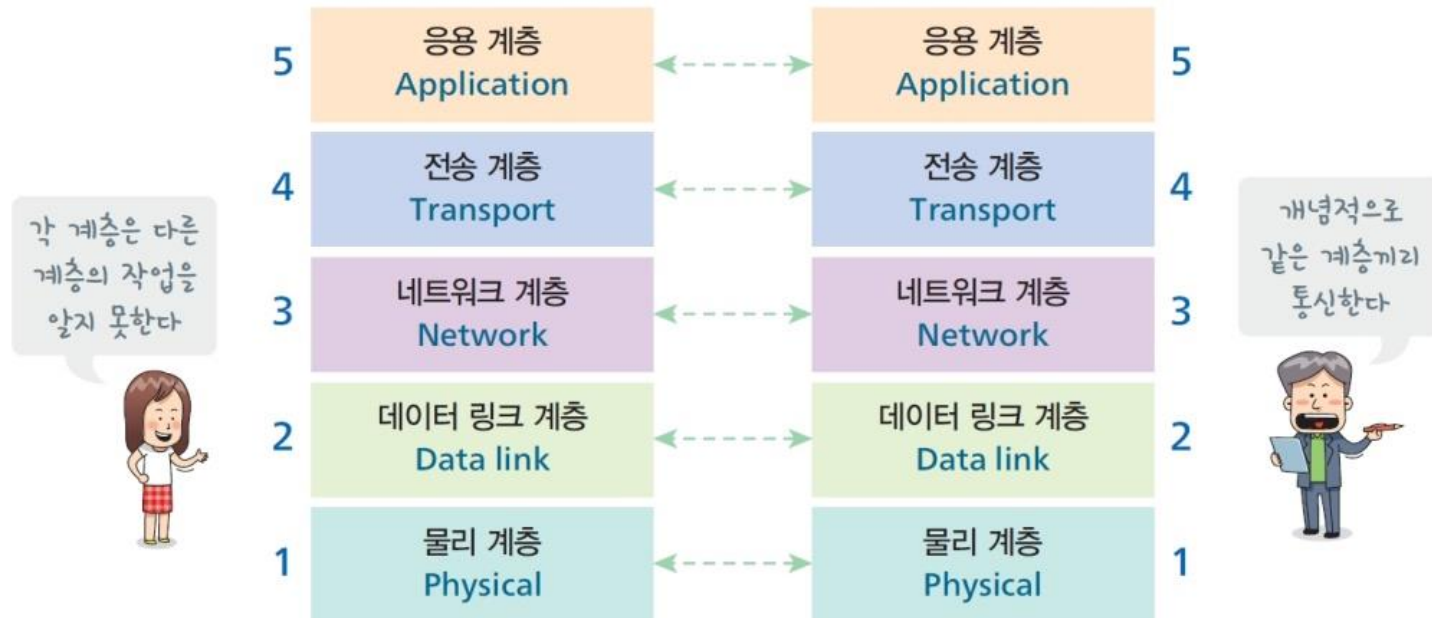 5
응용 계층
Application
응용 계층
Application
5
4
전송 계층
Transport
전송 계층
Transport
4
각 계층은 다른
계층의 작업을
알지 못한다
개념적으로
같은 계층끼리
통신한다
3
네트워크 계층
Network
네트워크 계층
Network
3
2
데이터 링크 계층
Data link
데이터 링크 계층
Data link
2
1
물리 계층
Physical
물리 계층
Physical
1